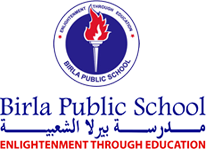 ENLIGHTENMENT THROUGH EDUCATION
BIRLA PUBLIC SCHOOL
Birla Public School
مدرسة بيرلا الشعبية
ENLIGHTENMENT THROUGH EDUCATION